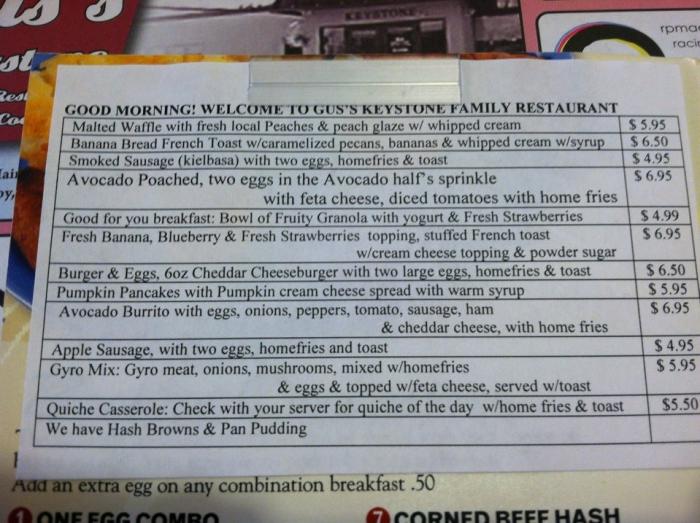 KEYSTONE
rpma
racin
GOOD MORNING! WELCOME TO GUS'S KEYSTONE FAMILY RESTAURANT
Malted Waffle with fresh local Peaches & peach glaze w/ whipped cream $ 5.95
Banana Bread French Toast w/caramelized pecans, bananas & whipped cream w/syrup $ 6.50
Smoked Sausage (kielbasa) with two eggs, homefries & toast $ 4.95
Avocado Poached, two eggs in the Avocado half's sprinkle $ 6.95
with feta cheese, diced tomatoes with home fries
Good for you breakfast: Bowl of Fruity Granola with yogurt & Fresh Strawberries $ 4.99
Fresh Banana, Blueberry & Fresh Strawberries topping, stuffed French toast $ 6.95
w/cream cheese topping & powder sugar
Burger & Eggs, 6oz Cheddar Cheeseburger with two large eggs, homefries & toast $ 6.50
Pumpkin Pancakes with Pumpkin cream cheese spread with warm syrup $ 5.95
Avocado Burrito with eggs, onions, peppers, tomato, sausage, ham $ 6.95
& cheddar cheese, with home fries
Apple Sausage, with two eggs, homefries and toast $ 4.95
Gyro Mix: Gyro meat, onions, mushrooms, mixed w/homefries $ 5.95
& eggs & topped w/feta cheese, served w/toast
Quiche Casserole: Check with your server for quiche of the day w/home fries & toast $5.50
We have Hash Browns & Pan Pudding
Add an extra egg on any combination breakfast .50
1 ONE EGG COMBO
7 CORNED BEEF HASH